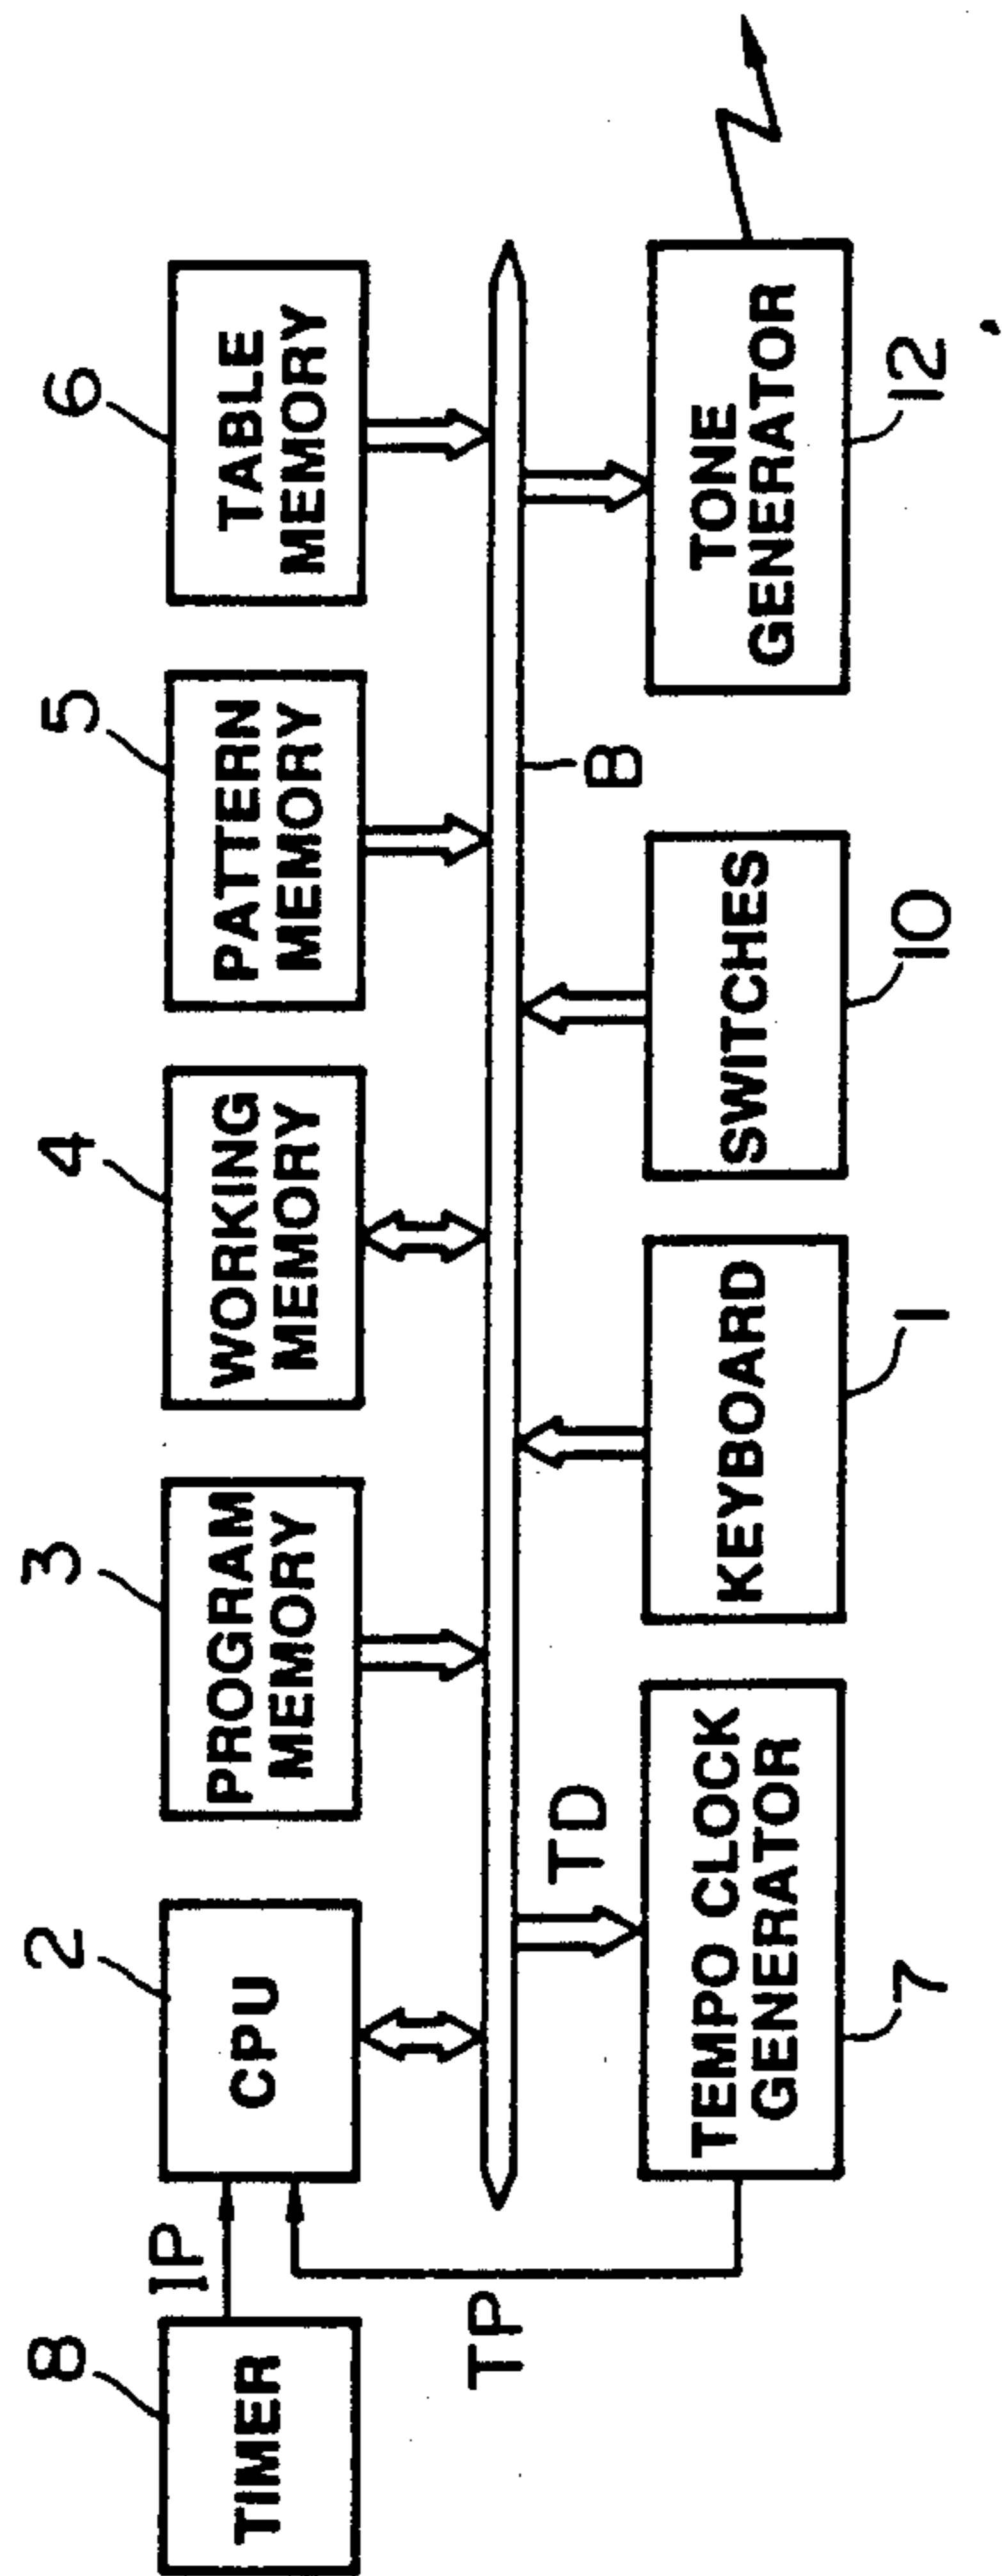 8
2
3
4
5
6
TIMER
IP
CPU
PROGRAM
MEMORY
WORKING
MEMORY
PATTERN
MEMORY
TABLE
MEMORY
TP
TD
B
TEMPO CLOCK
GENERATOR
KEYBOARD
SWITCHES
TONE
GENERATOR
7
1
10
12